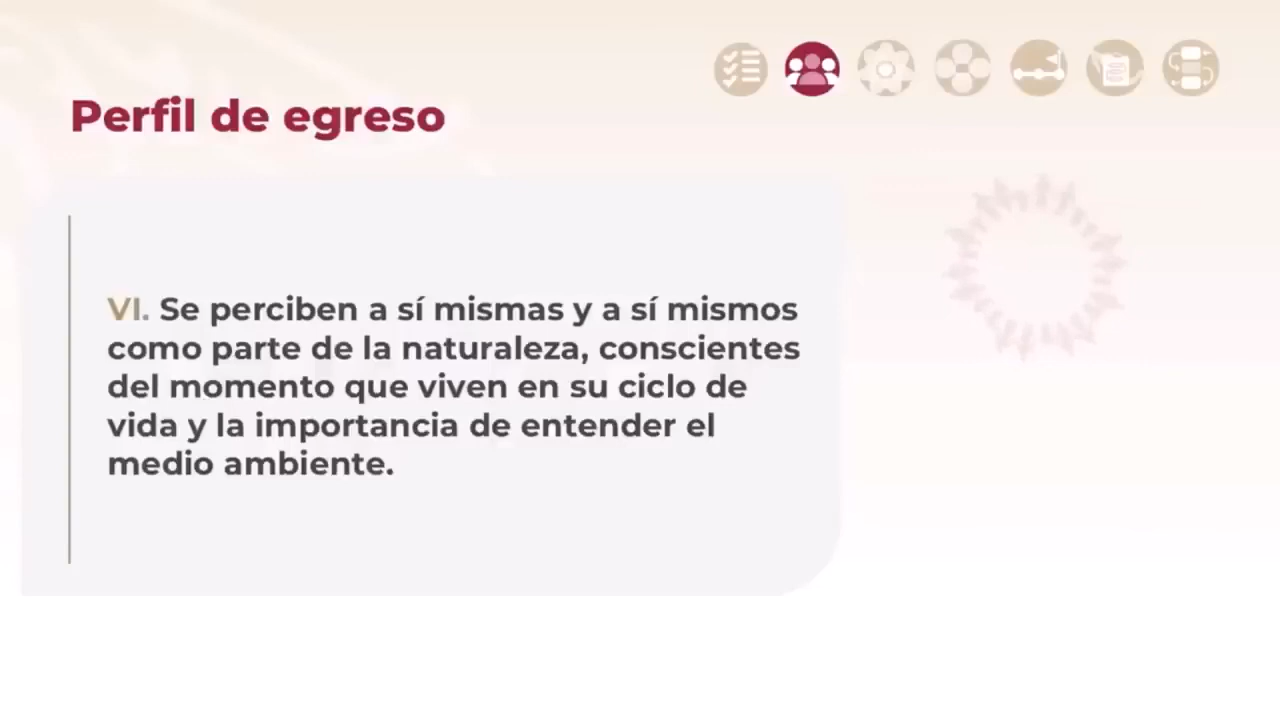 Perfil de egreso
VI. Se perciben a sí mismas y a sí mismos
como parte de la naturaleza, conscientes
del momento que viven en su ciclo de
vida y la importancia de entender el
medio ambiente.